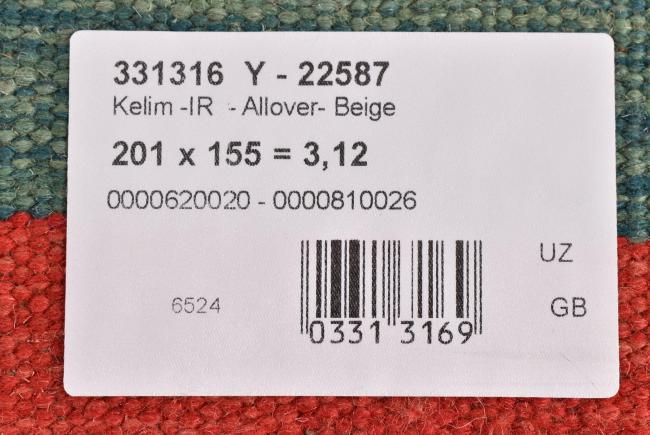 331316 Y - 22587
Kelim -IR - Allover- Beige
201 x 155 = 3,12
0000620020 - 0000810026
UZ
6524
GB
0331 3169